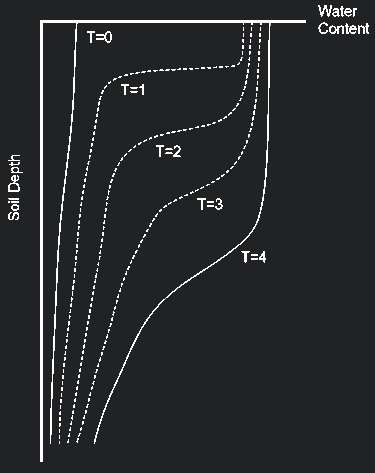 Water
Content
T=0
T=1
T=2
T=3
T=4
Soil Depth